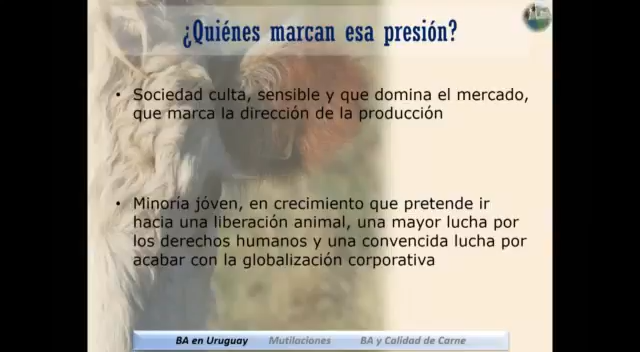 ¿Quiénes marcan esa presión?
• Sociedad culta, sensible y que domina el mercado,
que marca la dirección de la producción
• Minoría jóven, en crecimiento que pretende ir
hacia una liberación animal, una mayor lucha por
los derechos humanos y una convencida lucha por
acabar con la globalización corporativa
BA en Uruguay Mutilaciones BA y Calidad de Carne